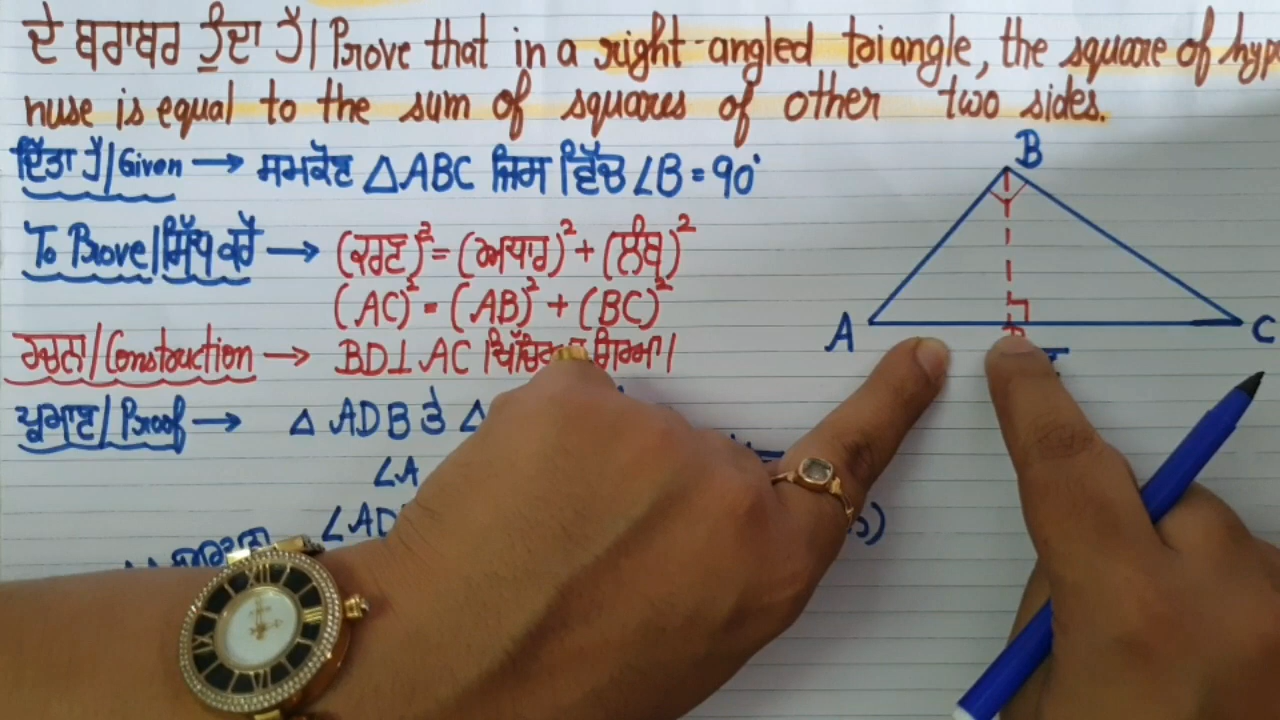 ਦੇ ਬਰਾਬਰ ਹੁੰਦਾ ਹੈ। Prove that in a right-angled triangle, the square of hypo
nuse is equal to the sum of squares of other two sides.
ਦਿੱਤਾ ਹੈ/Given → ਸਮਕੋਣ △ABC ਜਿਸ ਵਿੱਚ ∠B = 90°
To Prove/ਸਿੱਧ ਕਰੋ → (ਕਰਣ)² = (ਅਧਾਰ)² + (ਲੰਬ)²
(AC)² = (AB)² + (BC)²
ਰਚਨਾ/Construction → BD⊥AC
ਪ੍ਰਮਾਣ/Proof → △ ADB ਤੇ △
∠A
∠AD
B
A
C